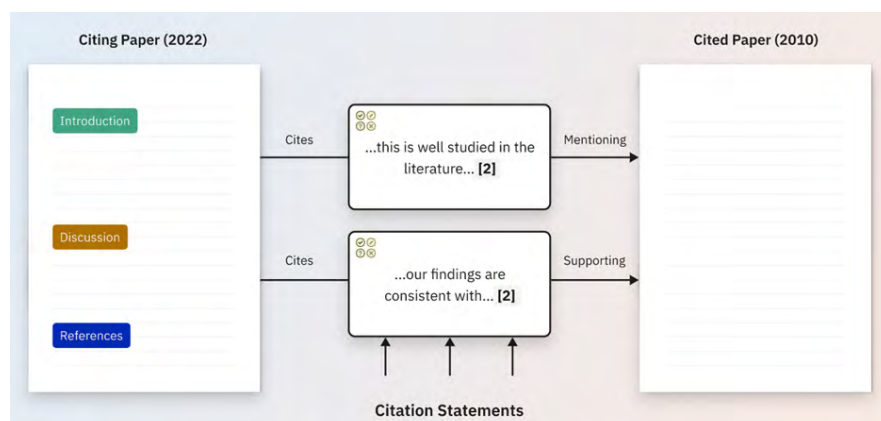 Citing Paper (2022)
Cited Paper (2010)
Introduction
Cites
...this is well studied in the
literature... [2]
Mentioning
Discussion
Cites
...our findings are
consistent with... [2]
Supporting
References
Citation Statements